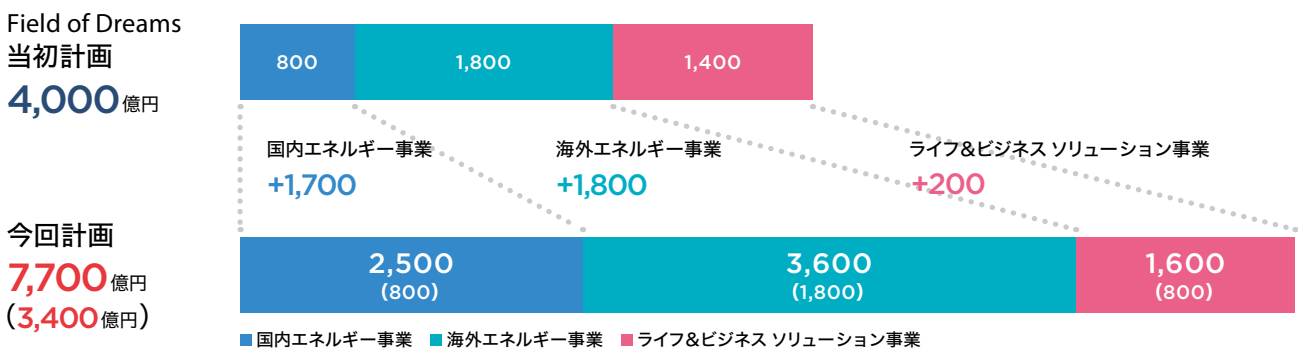 Field of Dreams
当初計画
4,000億円
800
1,800
1,400
国内エネルギー事業
+1,700
海外エネルギー事業
+1,800
ライフ&ビジネス ソリューション事業
+200
今回計画
7,700億円
(3,400億円)
2,500
(800)
3,600
(1,800)
1,600
(800)
国内エネルギー事業 海外エネルギー事業 ライフ&ビジネス ソリューション事業